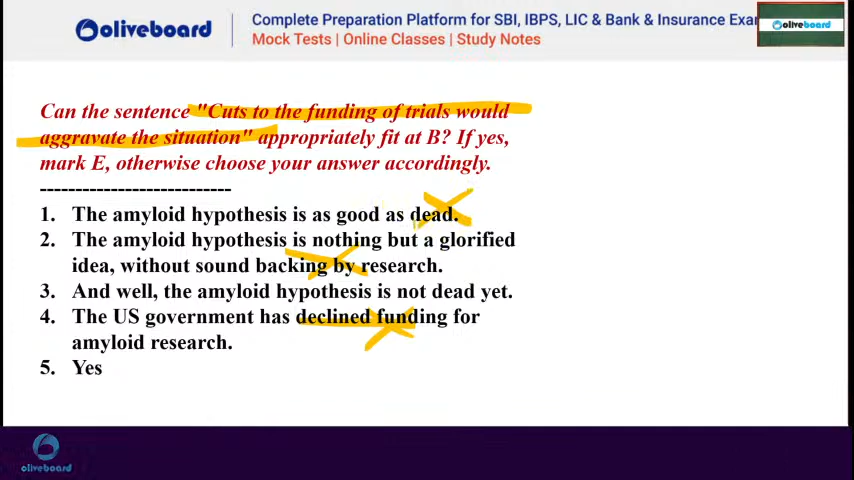 oliveboard
Complete Preparation Platform for SBI, IBPS, LIC & Bank & Insurance Exa
Mock Tests | Online Classes | Study Notes
oliveboard
Can the sentence "Cuts to the funding of trials would
aggravate the situation" appropriately fit at B? If yes,
mark E, otherwise choose your answer accordingly.
----------------------------
1. The amyloid hypothesis is as good as dead.
2. The amyloid hypothesis is nothing but a glorified
idea, without sound backing by research.
3. And well, the amyloid hypothesis is not dead yet.
4. The US government has declined funding for
amyloid research.
5. Yes
oliveboard